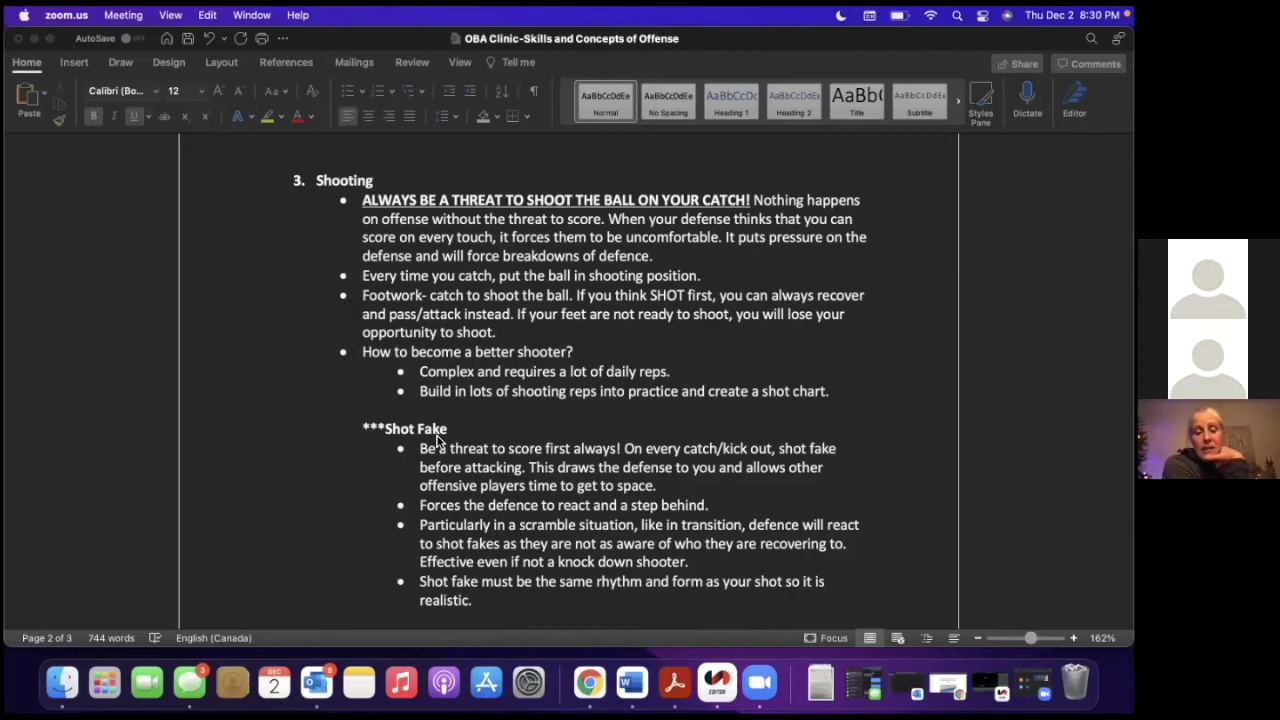 zoom.us Meeting View Edit Window Help Thu Dec 2 8:30 PM
AutoSave OBA Clinic-Skills and Concepts of Offense
Home Insert Draw Design Layout References Mailings Review View Tell me Share Comments
Paste Calibri (Bo... 12 AaBbCcDdEe AaBbCcDdEe AaBbCcDc AaBbCcDdEe AaBb( AaBbCcDdEe
Normal No Spacing Heading 1 Heading 2 Title Subtitle Styles Pane Dictate Editor
3. Shooting
• ALWAYS BE A THREAT TO SHOOT THE BALL ON YOUR CATCH! Nothing happens
on offense without the threat to score. When your defense thinks that you can
score on every touch, it forces them to be uncomfortable. It puts pressure on the
defense and will force breakdowns of defence.
• Every time you catch, put the ball in shooting position.
• Footwork- catch to shoot the ball. If you think SHOT first, you can always recover
and pass/attack instead. If your feet are not ready to shoot, you will lose your
opportunity to shoot.
• How to become a better shooter?
• Complex and requires a lot of daily reps.
• Build in lots of shooting reps into practice and create a shot chart.
***Shot Fake
• Be a threat to score first always! On every catch/kick out, shot fake
before attacking. This draws the defense to you and allows other
offensive players time to get to space.
• Forces the defence to react and a step behind.
• Particularly in a scramble situation, like in transition, defence will react
to shot fakes as they are not as aware of who they are recovering to.
Effective even if not a knock down shooter.
• Shot fake must be the same rhythm and form as your shot so it is
realistic.
Page 2 of 3 744 words English (Canada) Focus 162%
3 DEC 2 8 EDITOR